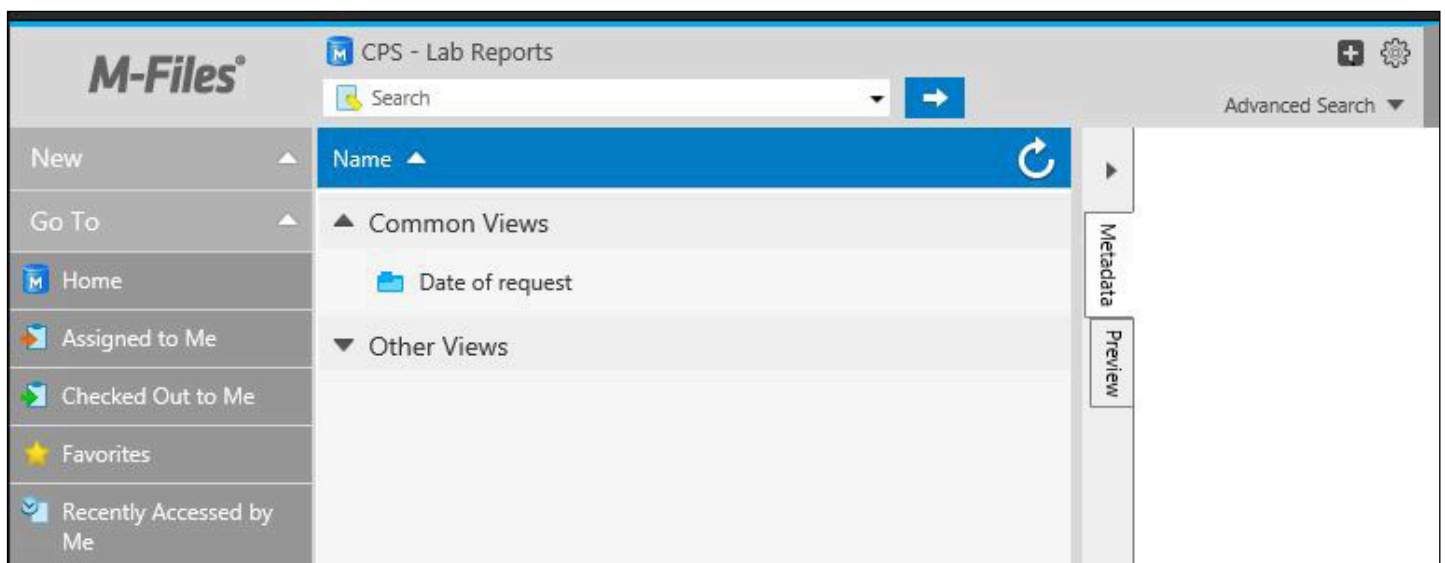 M-Files®
CPS - Lab Reports
Search
Advanced Search
New
Go To
Home
Assigned to Me
Checked Out to Me
Favorites
Recently Accessed by
Me
Name
Common Views
Date of request
Other Views
Metadata
Preview